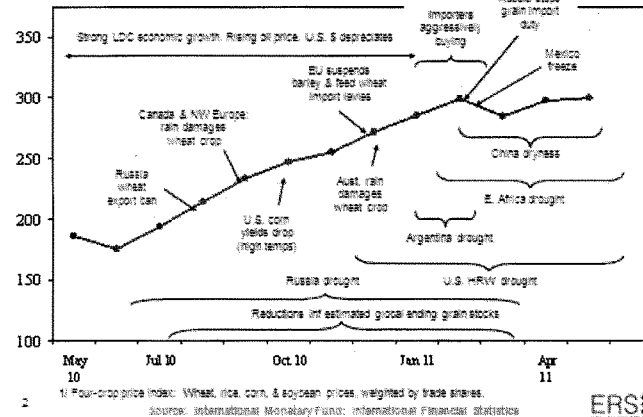 grain import
duty
Importers
aggressively
buying
Mexico
freeze
Strong LDC economic growth. Rising oil price. U.S. $ depreciates
350
300
250
200
150
100
EU suspends
barley & feed wheat
import levies
Canada & NW Europe:
rain damages
wheat crop
Russia
wheat
export ban
U.S. corn
yields drop
(high temps)
Aust. rain
damages
wheat crop
China dryness
E. Africa drought
Argentina drought
U.S. HRW drought
Russia drought
Reductions inf estimated global ending grain stocks
May
10
Jul 10
Oct 10
Jan 11
Apr
11
1/ Four-crop price index: Wheat, rice, corn, & soybean prices, weighted by trade shares.
2
Source: International Monetary Fund: International Financial Statistics
ERS